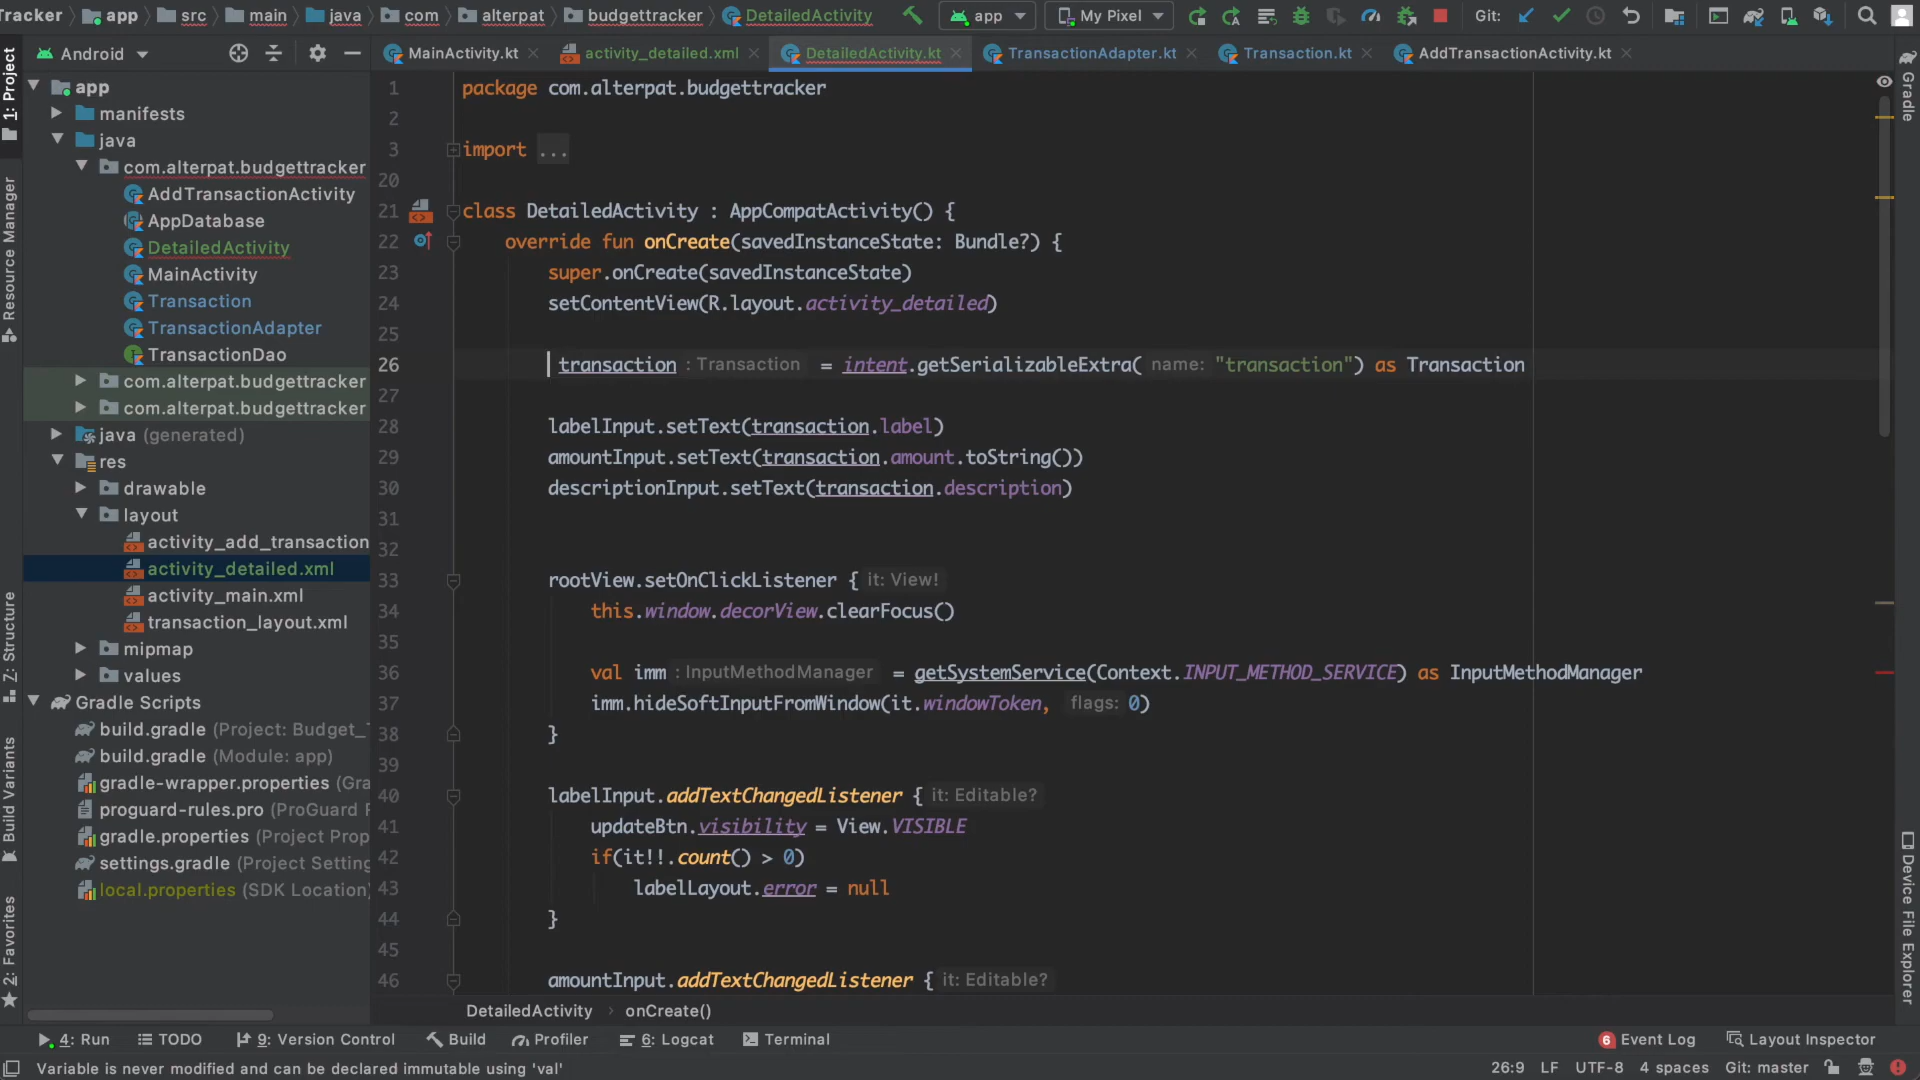 Tracker app src main java com alterpat budgettracker DetailedActivity app My Pixel Git:
Android MainActivity.kt activity_detailed.xml DetailedActivity.kt TransactionAdapter.kt Transaction.kt AddTransactionActivity.kt
1: Project
Resource Manager
Z: Structure
Build Variants
2: Favorites
app
manifests
java
com.alterpat.budgettracker
AddTransactionActivity
AppDatabase
DetailedActivity
MainActivity
Transaction
TransactionAdapter
TransactionDao
com.alterpat.budgettracker
com.alterpat.budgettracker
java (generated)
res
drawable
layout
activity_add_transaction
activity_detailed.xml
activity_main.xml
transaction_layout.xml
mipmap
values
Gradle Scripts
build.gradle (Project: Budget_
build.gradle (Module: app)
gradle-wrapper.properties (Gra
proguard-rules.pro (ProGuard
gradle.properties (Project Prop
settings.gradle (Project Setting
local.properties (SDK Location)
1 package com.alterpat.budgettracker
2
3 import ...
20
21 class DetailedActivity : AppCompatActivity() {
22 override fun onCreate(savedInstanceState: Bundle?) {
23 super.onCreate(savedInstanceState)
24 setContentView(R.layout.activity_detailed)
25
26 transaction : Transaction = intent.getSerializableExtra( name: "transaction") as Transaction
27
28 labelInput.setText(transaction.label)
29 amountInput.setText(transaction.amount.toString())
30 descriptionInput.setText(transaction.description)
31
32
33 rootView.setOnClickListener { it: View!
34 this.window.decorView.clearFocus()
35
36 val imm : InputMethodManager = getSystemService(Context.INPUT_METHOD_SERVICE) as InputMethodManager
37 imm.hideSoftInputFromWindow(it.windowToken, flags: 0)
38 }
39
40 labelInput.addTextChangedListener { it: Editable?
41 updateBtn.visibility = View.VISIBLE
42 if(it!!.count() > 0)
43 labelLayout.error = null
44 }
45
46 amountInput.addTextChangedListener { it: Editable?
DetailedActivity › onCreate()
Gradle
Device File Explorer
4: Run TODO 9: Version Control Build Profiler 6: Logcat Terminal 6 Event Log Layout Inspector
Variable is never modified and can be declared immutable using 'val' 26:9 LF UTF-8 4 spaces Git: master